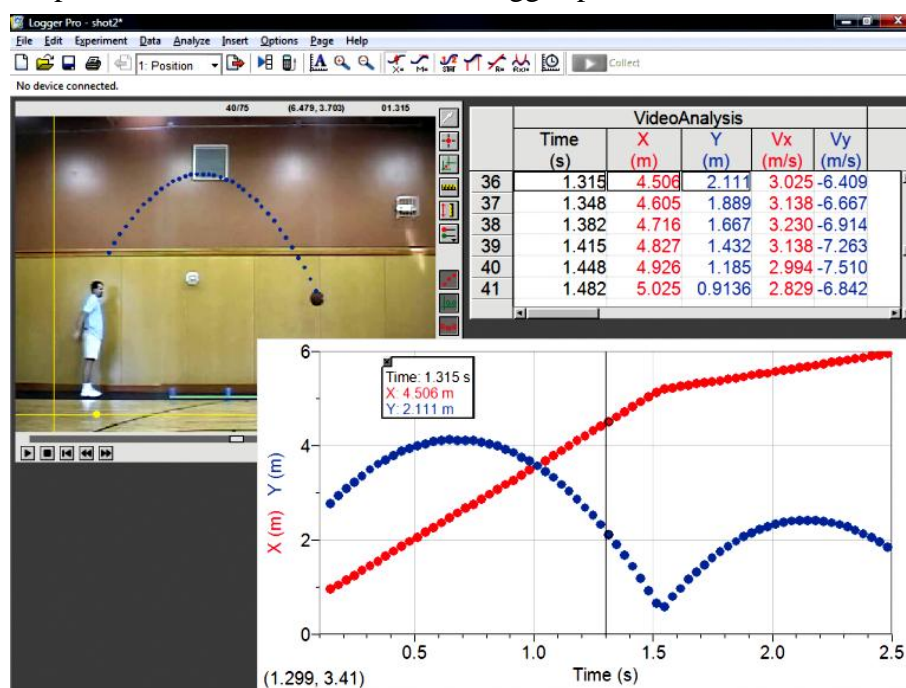 Logger Pro - shot2*
File Edit Experiment Data Analyze Insert Options Page Help
1: Position
Collect
No device connected.
40/75 (6.479, 3.703) 01.315
VideoAnalysis
Time X Y Vx Vy
(s) (m) (m) (m/s) (m/s)
36 1.315 4.506 2.111 3.025 -6.409
37 1.348 4.605 1.889 3.138 -6.667
38 1.382 4.716 1.667 3.230 -6.914
39 1.415 4.827 1.432 3.138 -7.263
40 1.448 4.926 1.185 2.994 -7.510
41 1.482 5.025 0.9136 2.829 -6.842
Time: 1.315 s
X: 4.506 m
Y: 2.111 m
X (m) Y (m)
6
4
2
0
0.5 1.0 1.5 2.0 2.5
(1.299, 3.41)
Time (s)